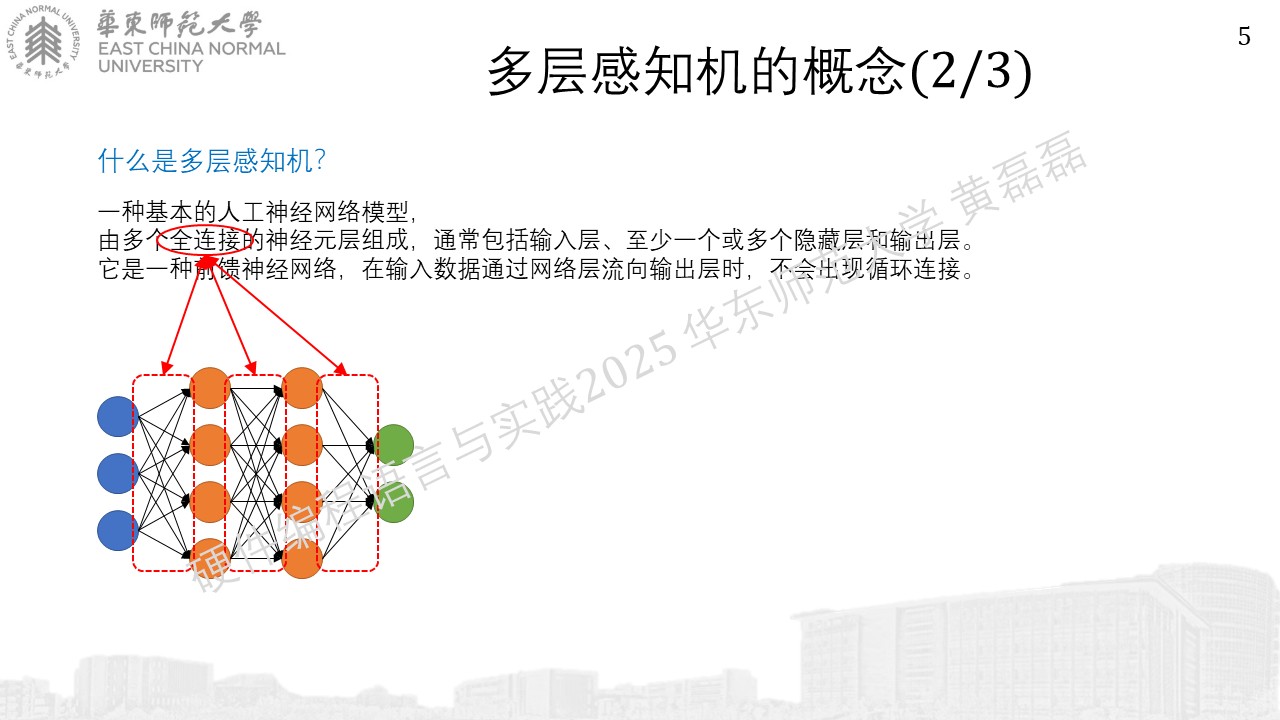 華東師範大學
EAST CHINA NORMAL
UNIVERSITY
EAST CHINA NORMAL UNIVERSITY
華東師範大學
5
多层感知机的概念(2/3)
什么是多层感知机？
一种基本的人工神经网络模型，
由多个全连接的神经元层组成，通常包括输入层、至少一个或多个隐藏层和输出层。
它是一种前馈神经网络，在输入数据通过网络层流向输出层时，不会出现循环连接。
硬件编程语言与实践2025 华东师范大学 黄磊磊